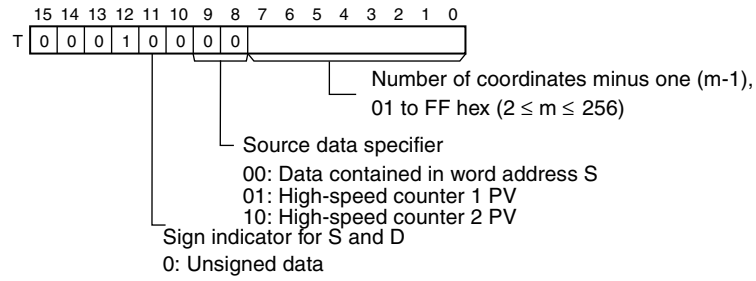 15 14 13 12 11 10 9 8 7 6 5 4 3 2 1 0
T 0 0 0 1 0 0 0 0
Number of coordinates minus one (m-1),
01 to FF hex (2 ≤ m ≤ 256)
Source data specifier
00: Data contained in word address S
01: High-speed counter 1 PV
10: High-speed counter 2 PV
Sign indicator for S and D
0: Unsigned data